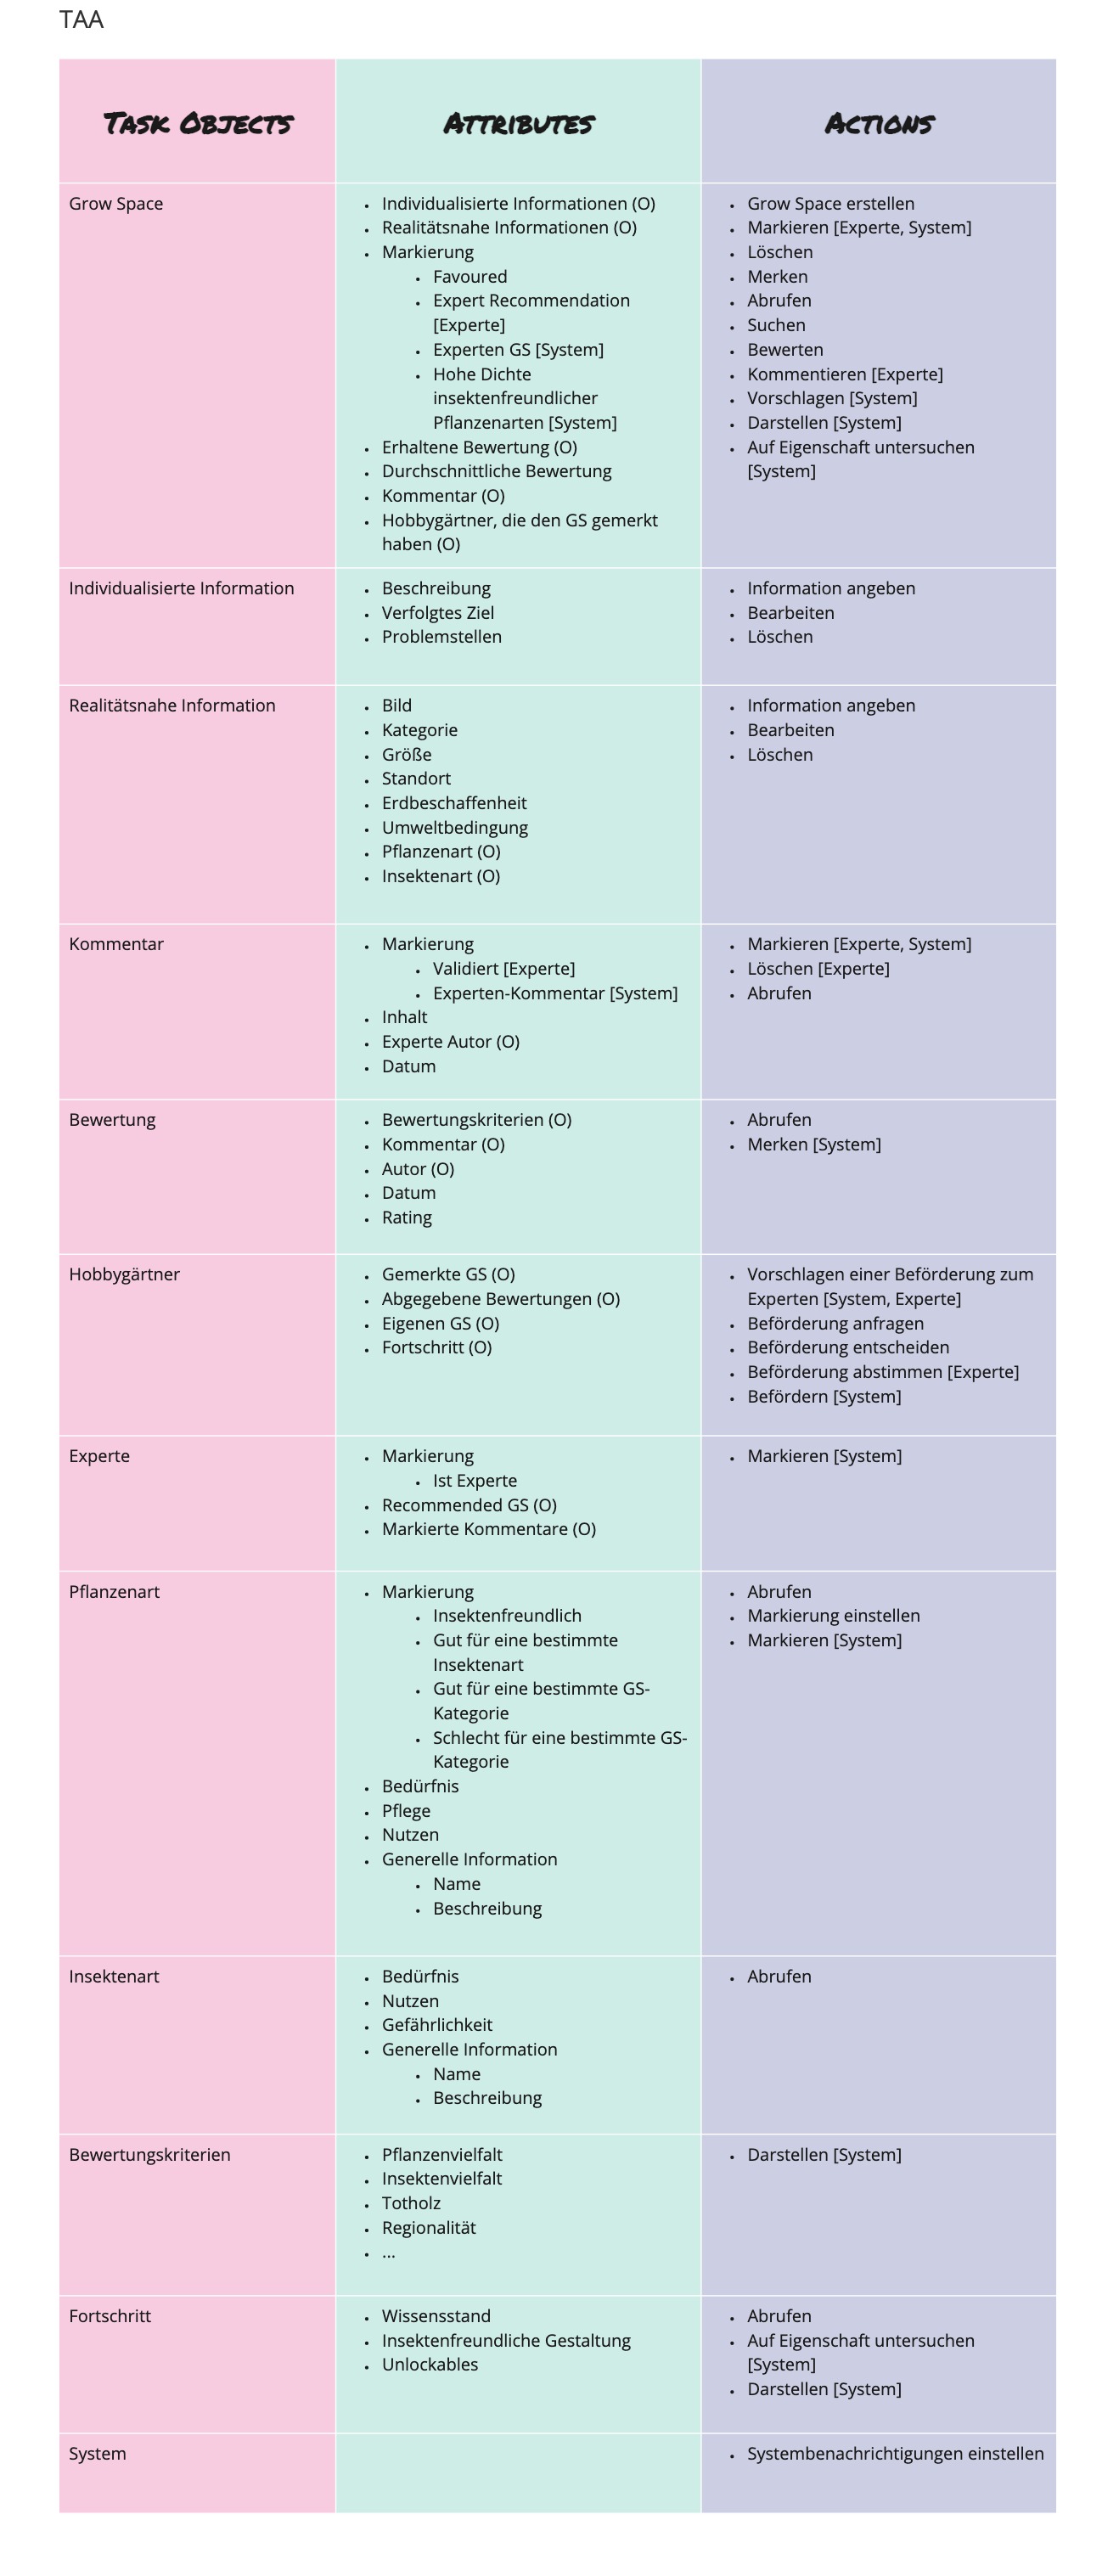 TAA
Task Objects
Attributes
Actions
Grow Space
Individualisierte Informationen (O)
Realitätsnahe Informationen (O)
Markierung
Favoured
Expert Recommendation
[Experte]
Experten GS [System]
Hohe Dichte
insektenfreundlicher
Pflanzenarten [System]
Erhaltene Bewertung (O)
Durchschnittliche Bewertung
Kommentar (O)
Hobbygärtner, die den GS gemerkt
haben (O)
Grow Space erstellen
Markieren [Experte, System]
Löschen
Merken
Abrufen
Suchen
Bewerten
Kommentieren [Experte]
Vorschlagen [System]
Darstellen [System]
Auf Eigenschaft untersuchen
[System]
Individualisierte Information
Beschreibung
Verfolgtes Ziel
Problemstellen
Information angeben
Bearbeiten
Löschen
Realitätsnahe Information
Bild
Kategorie
Größe
Standort
Erdbeschaffenheit
Umweltbedingung
Pflanzenart (O)
Insektenart (O)
Information angeben
Bearbeiten
Löschen
Kommentar
Markierung
Validiert [Experte]
Experten-Kommentar [System]
Inhalt
Experte Autor (O)
Datum
Markieren [Experte, System]
Löschen [Experte]
Abrufen
Bewertung
Bewertungskriterien (O)
Kommentar (O)
Autor (O)
Datum
Rating
Abrufen
Merken [System]
Hobbygärtner
Gemerkte GS (O)
Abgegebene Bewertungen (O)
Eigenen GS (O)
Fortschritt (O)
Vorschlagen einer Beförderung zum
Experten [System, Experte]
Beförderung anfragen
Beförderung entscheiden
Beförderung abstimmen [Experte]
Befördern [System]
Experte
Markierung
Ist Experte
Recommended GS (O)
Markierte Kommentare (O)
Markieren [System]
Pflanzenart
Markierung
Insektenfreundlich
Gut für eine bestimmte
Insektenart
Gut für eine bestimmte GS-
Kategorie
Schlecht für eine bestimmte GS-
Kategorie
Bedürfnis
Pflege
Nutzen
Generelle Information
Name
Beschreibung
Abrufen
Markierung einstellen
Markieren [System]
Insektenart
Bedürfnis
Nutzen
Gefährlichkeit
Generelle Information
Name
Beschreibung
Abrufen
Bewertungskriterien
Pflanzenvielfalt
Insektenvielfalt
Totholz
Regionalität
...
Darstellen [System]
Fortschritt
Wissensstand
Insektenfreundliche Gestaltung
Unlockables
Abrufen
Auf Eigenschaft untersuchen
[System]
Darstellen [System]
System
Systembenachrichtigungen einstellen